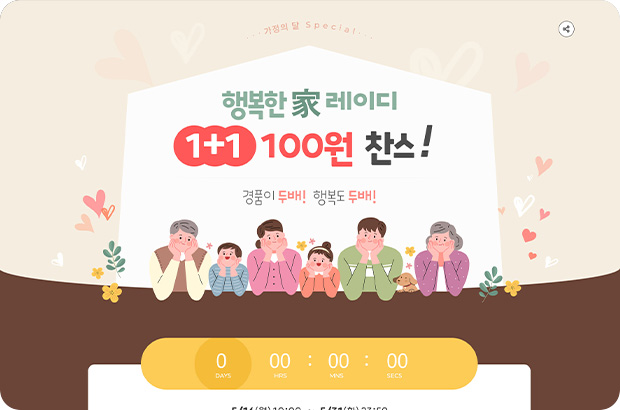 ···가정의 달 Special···
행복한 家 레이디
1+1 100원 찬스!
경품이 두배! 행복도 두배!
0 00 : 00 : 00
DAYS HRS MINS SECS